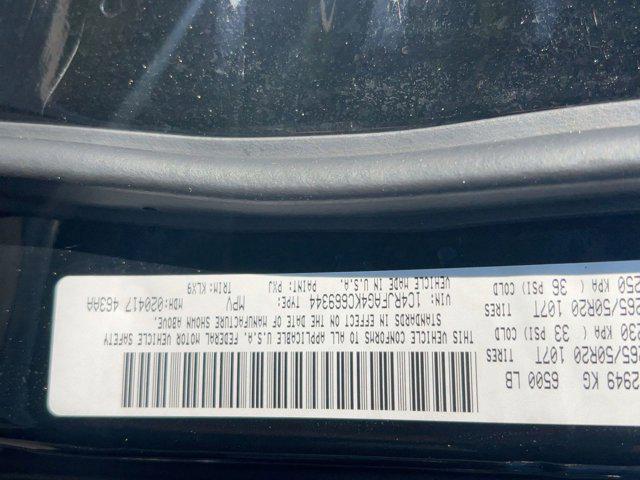 2949 KG 6500 LB
65/50R20 107T TIRES
230 KPA ( 33 PSI) COLD
265/50R20 107T TIRES
250 KPA ( 36 PSI) COLD
THIS VEHICLE CONFORMS TO ALL APPLICABLE U.S.A. FEDERAL MOTOR VEHICLE SAFETY
STANDARDS IN EFFECT ON THE DATE OF MANUFACTURE SHOWN ABOVE.
VIN: 1C4RJFAG4KC669344 TYPE: MPV MDH:020417 463AA
VEHICLE MADE IN U.S.A. PAINT: PXJ TRIM: KLX9